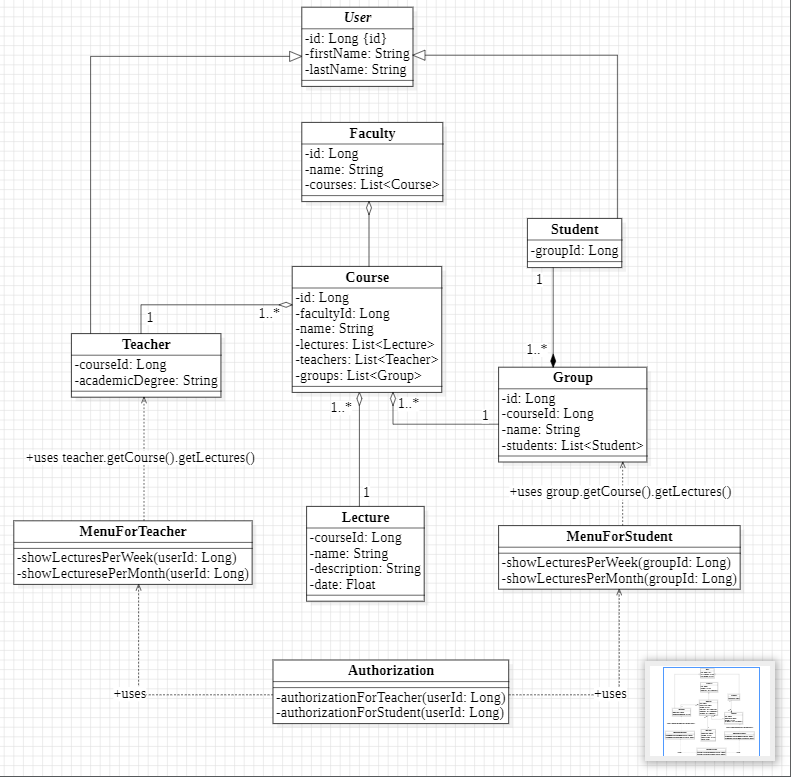 User
-id: Long {id}
-firstName: String
-lastName: String
Faculty
-id: Long
-name: String
-courses: List<Course>
Student
-groupId: Long
1
1..*
Course
-id: Long
-facultyId: Long
-name: String
-lectures: List<Lecture>
-teachers: List<Teacher>
-groups: List<Group>
1..*
1
Teacher
-courseId: Long
-academicDegree: String
Group
-id: Long
-courseId: Long
-name: String
-students: List<Student>
1..*
1..*
1
+uses teacher.getCourse().getLectures()
+uses group.getCourse().getLectures()
1
Lecture
-courseId: Long
-name: String
-description: String
-date: Float
MenuForTeacher
-showLecturesPerWeek(userId: Long)
-showLecturesePerMonth(userId: Long)
MenuForStudent
-showLecturesPerWeek(groupId: Long)
-showLecturesPerMonth(groupId: Long)
Authorization
-authorizationForTeacher(userId: Long)
-authorizationForStudent(userId: Long)
+uses
+uses